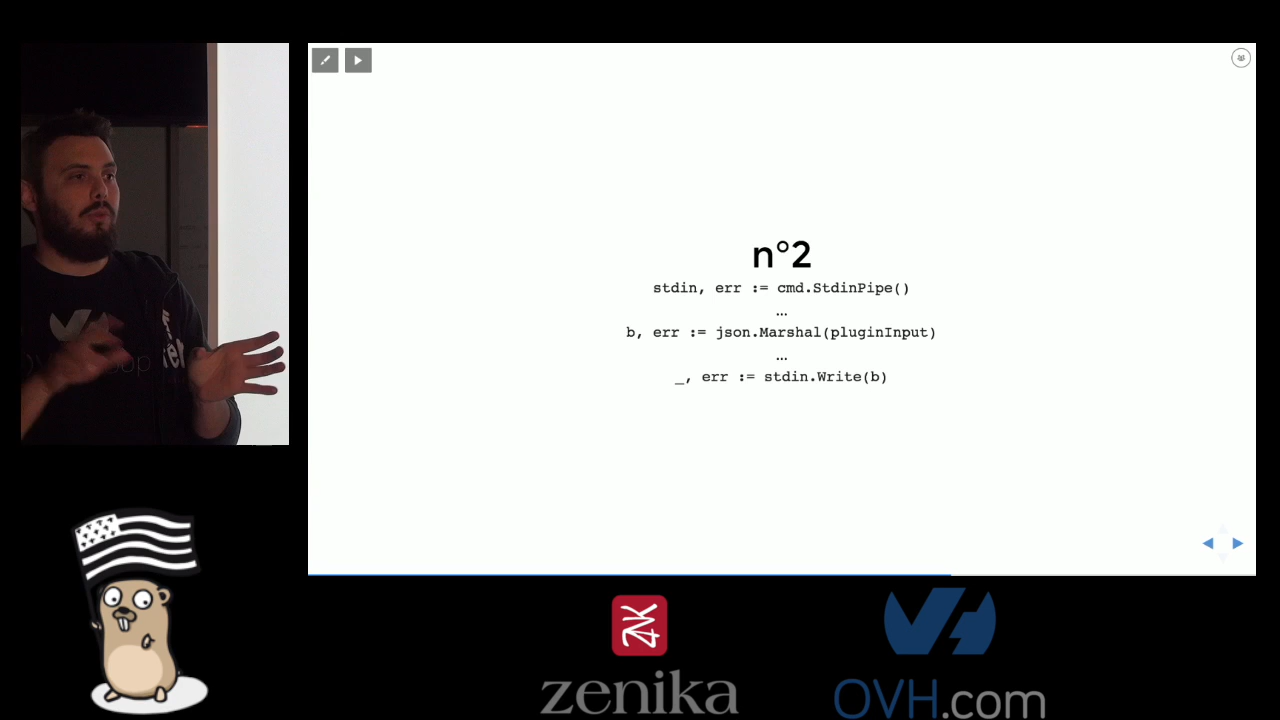 n°2
stdin, err := cmd.StdinPipe()
...
b, err := json.Marshal(pluginInput)
...
_, err := stdin.Write(b)
zenika
OVH.com